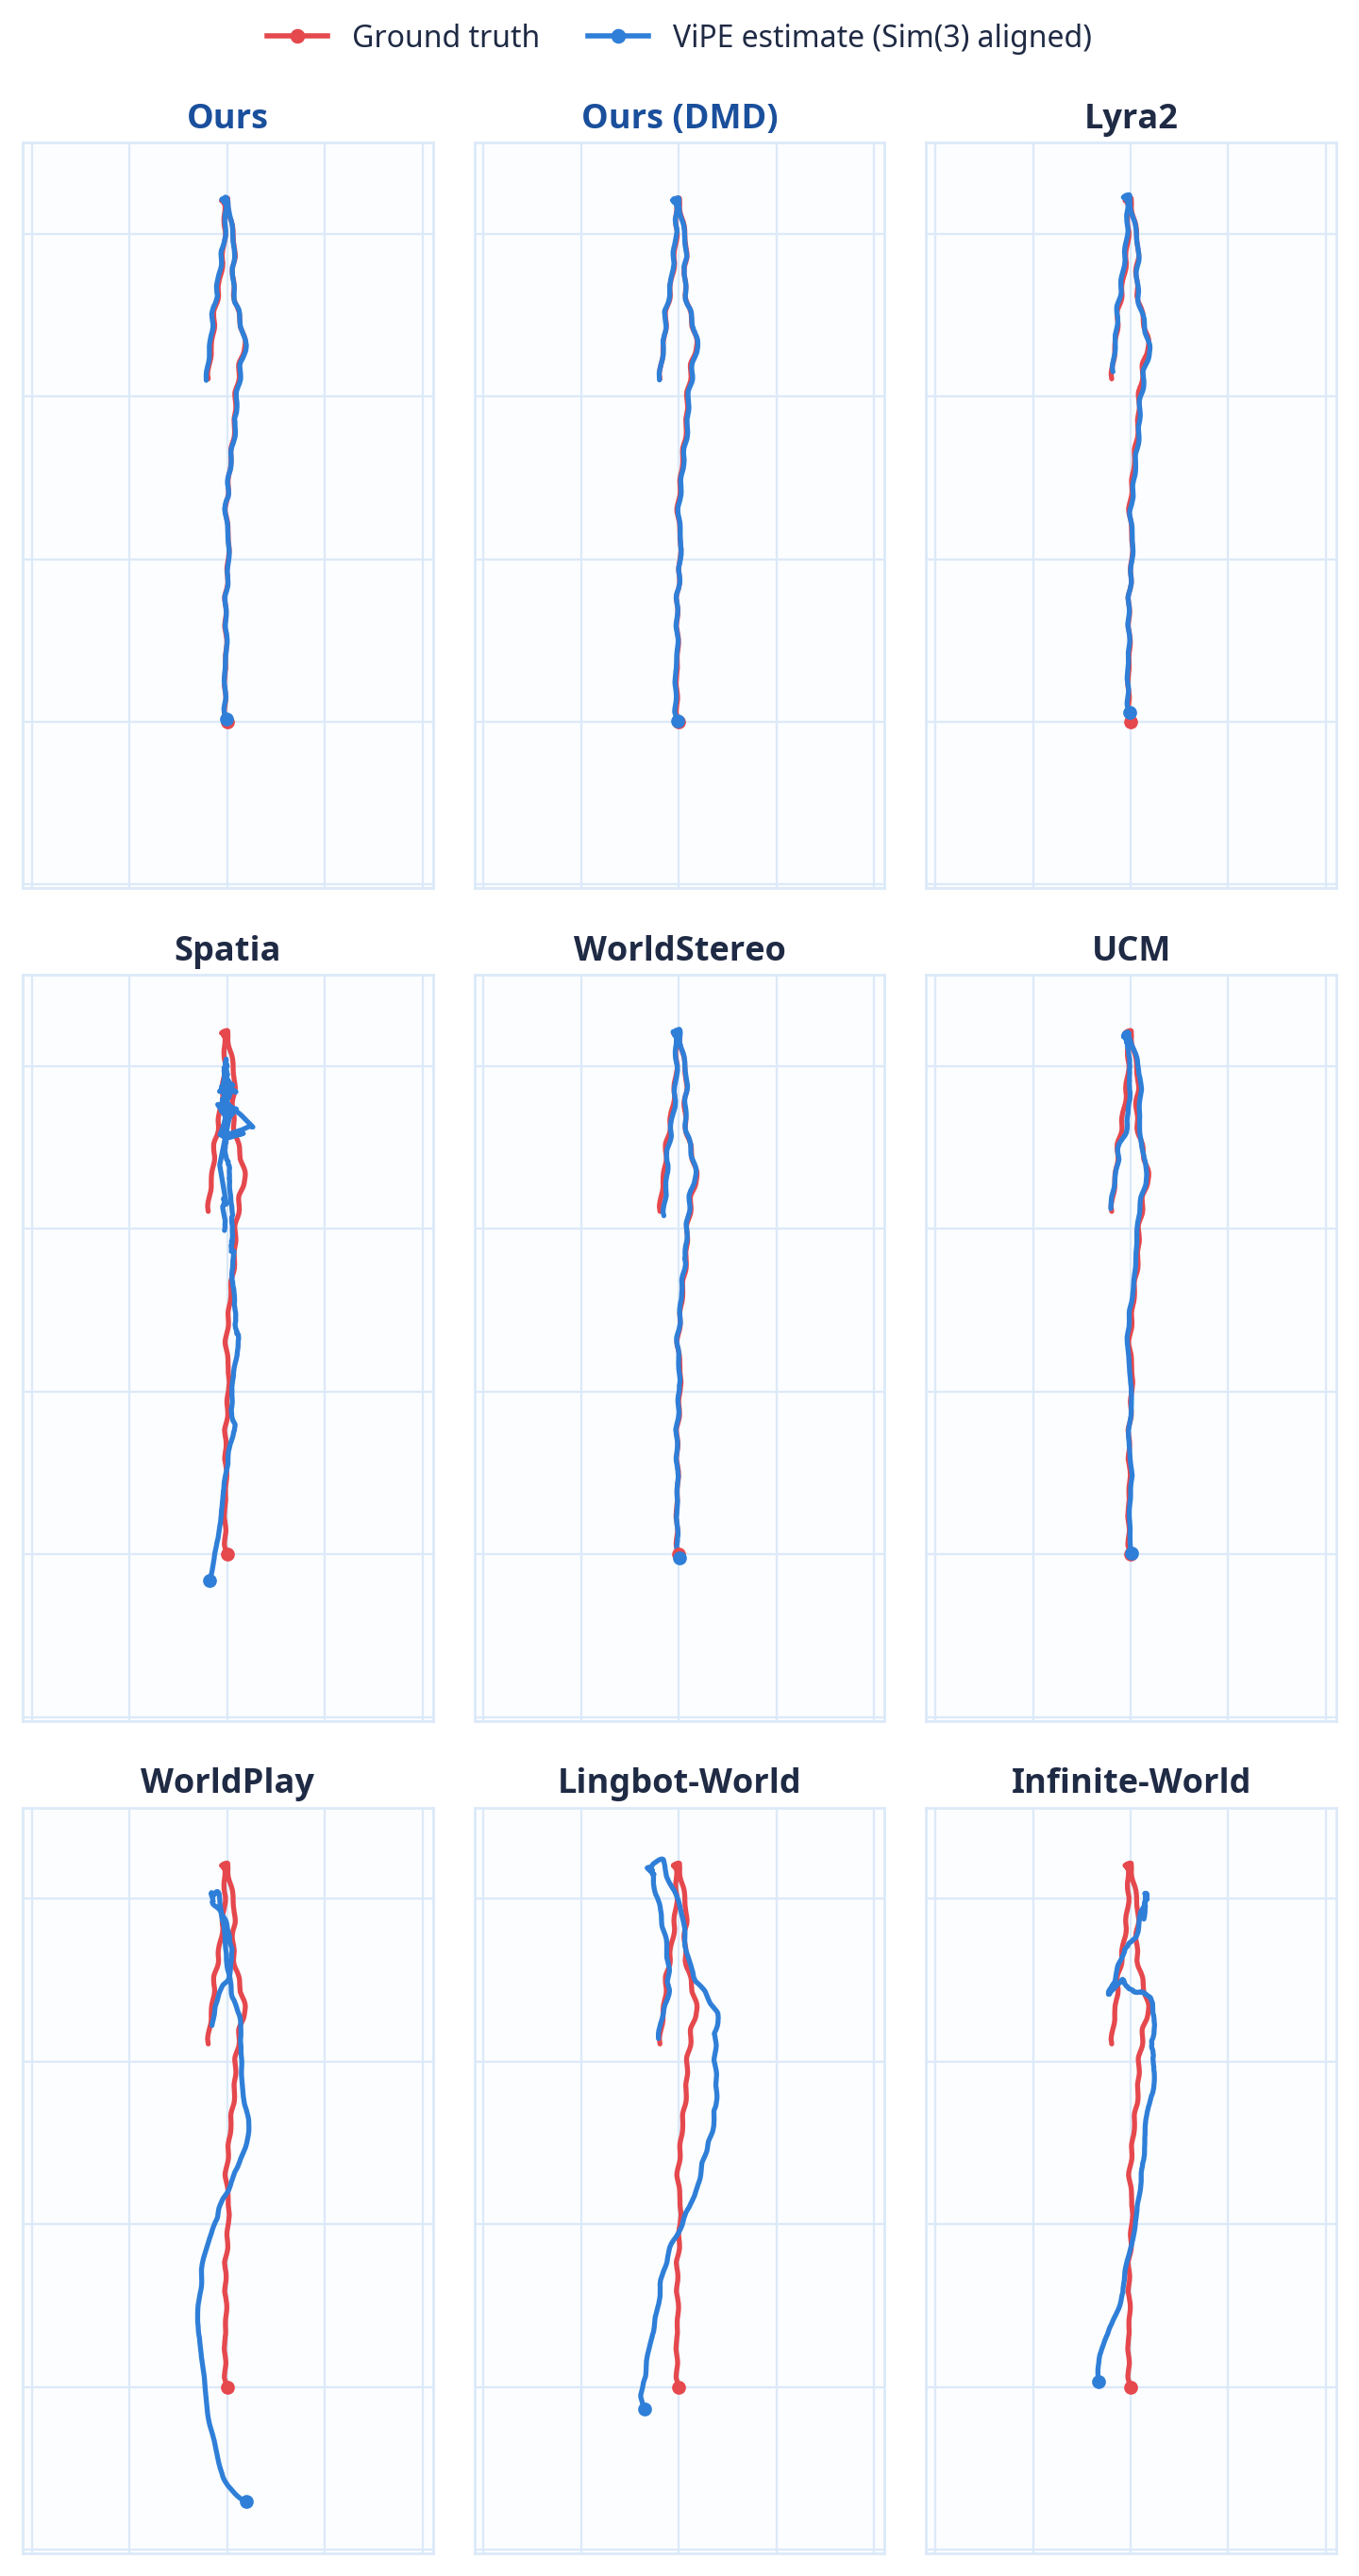 Ground truth
ViPE estimate (Sim(3) aligned)
Ours
Ours (DMD)
Lyra2
Spatia
WorldStereo
UCM
WorldPlay
Lingbot-World
Infinite-World